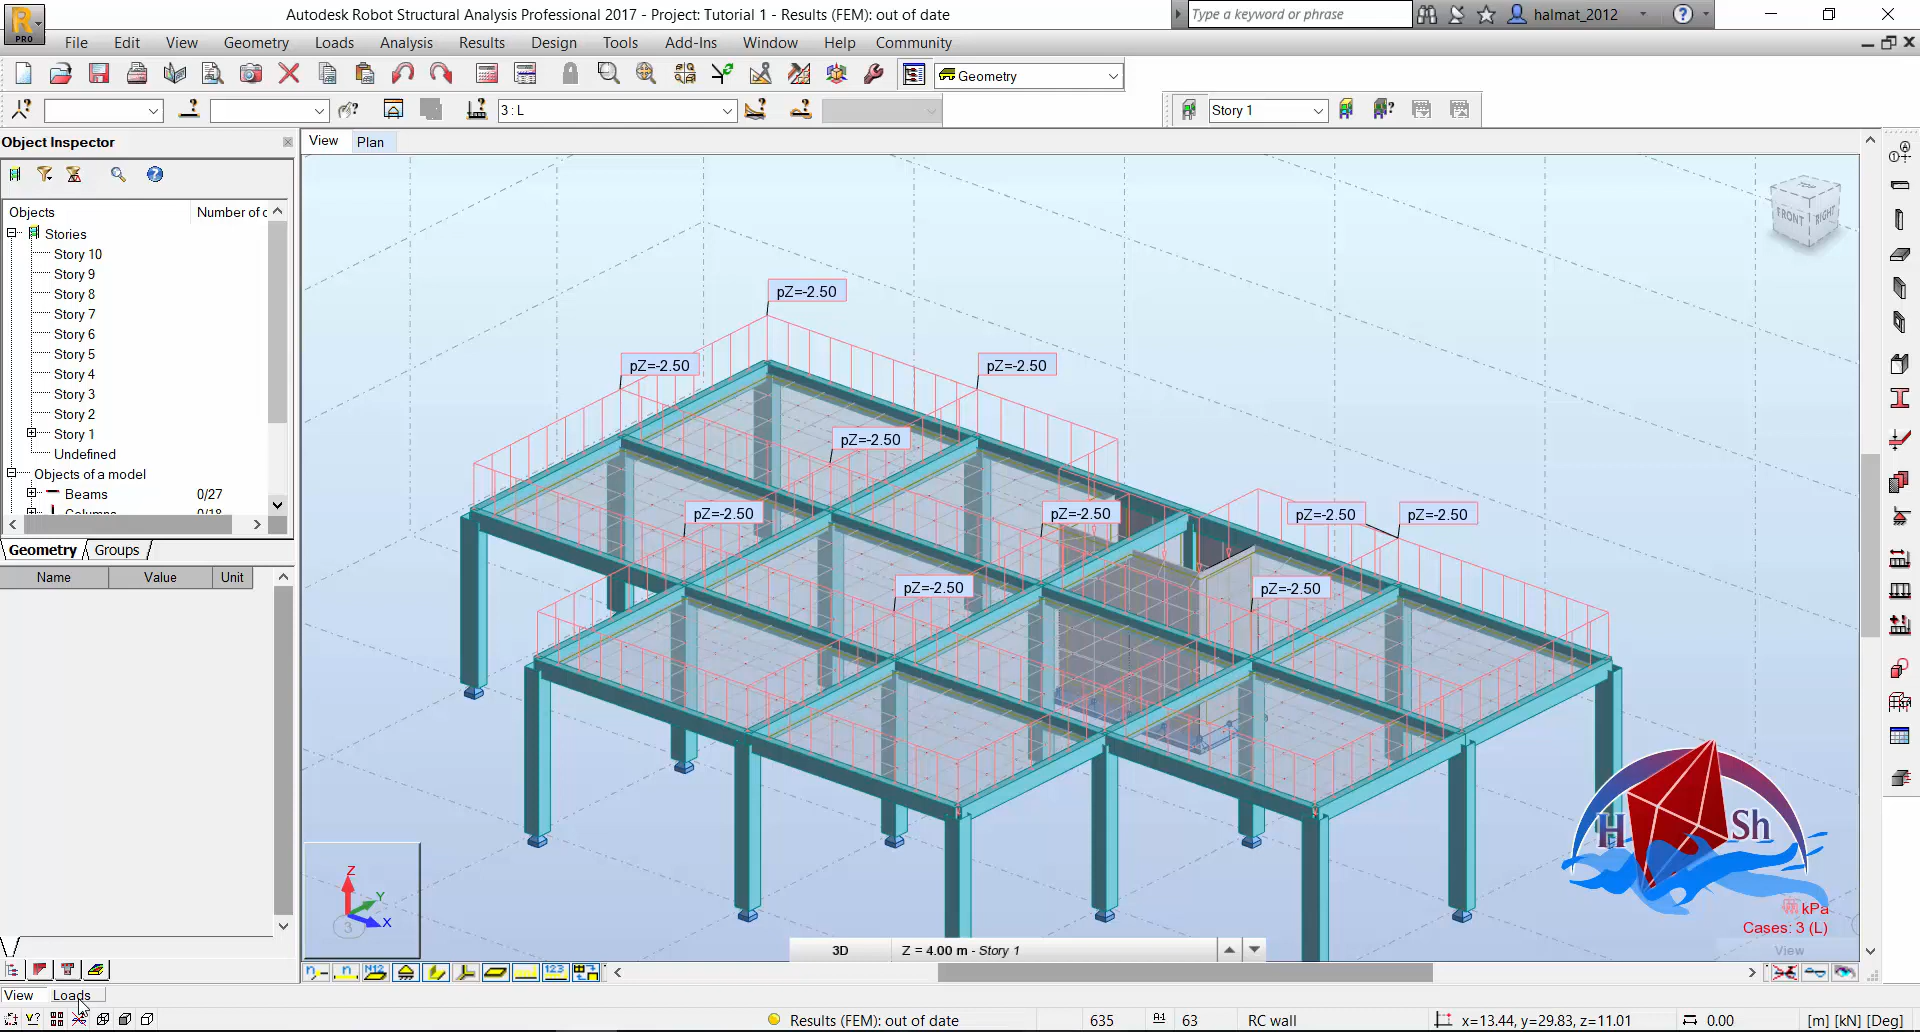 PRO
Autodesk Robot Structural Analysis Professional 2017 - Project: Tutorial 1 - Results (FEM): out of date
Type a keyword or phrase
halmat_2012
File Edit View Geometry Loads Analysis Results Design Tools Add-Ins Window Help Community
Geometry
3 : L
Story 1
Object Inspector
View Plan
Objects Number of c
Stories
Story 10
Story 9
Story 8
Story 7
Story 6
Story 5
Story 4
Story 3
Story 2
Story 1
Undefined
Objects of a model
Beams 0/27
Columns 0/18
Geometry Groups
Name Value Unit
FRONT RIGHT
pZ=-2.50
pZ=-2.50
pZ=-2.50
pZ=-2.50
pZ=-2.50
pZ=-2.50
pZ=-2.50
pZ=-2.50
pZ=-2.50
pZ=-2.50
H Sh
Z
Y
X
3
kPa
Cases: 3 (L)
View
3D Z = 4.00 m - Story 1
View Loads
Results (FEM): out of date 635 63 RC wall x=13.44, y=29.83, z=11.01 0.00 [m] [kN] [Deg]